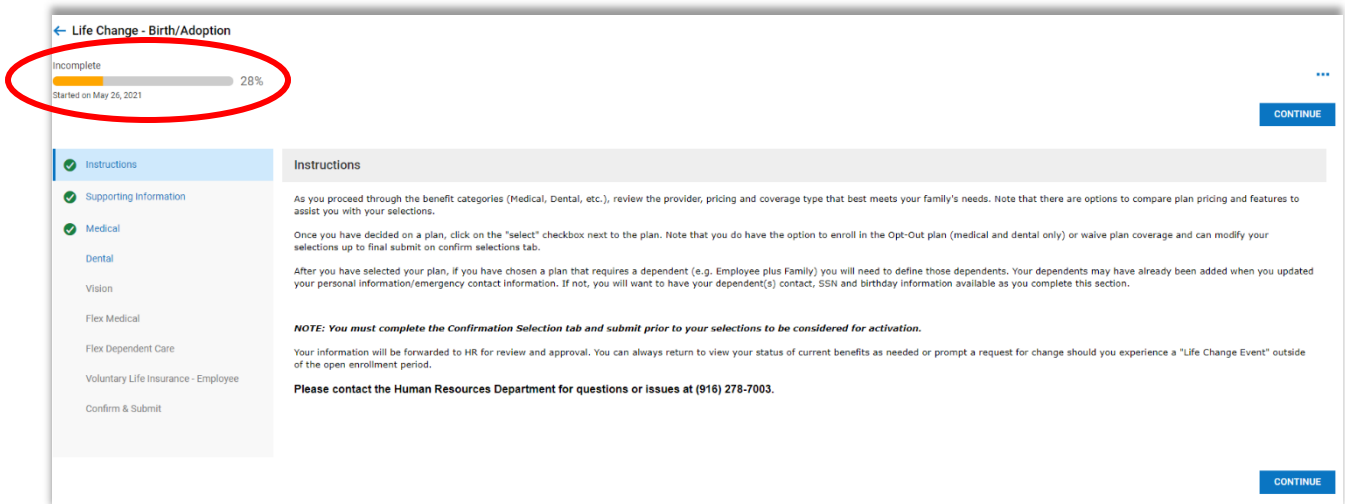 ← Life Change - Birth/Adoption
Incomplete
28%
Started on May 26, 2021
...
CONTINUE
Instructions
Supporting Information
Medical
Dental
Vision
Flex Medical
Flex Dependent Care
Voluntary Life Insurance - Employee
Confirm & Submit
Instructions
As you proceed through the benefit categories (Medical, Dental, etc.), review the provider, pricing and coverage type that best meets your family's needs. Note that there are options to compare plan pricing and features to
assist you with your selections.
Once you have decided on a plan, click on the "select" checkbox next to the plan. Note that you do have the option to enroll in the Opt-Out plan (medical and dental only) or waive plan coverage and can modify your
selections up to final submit on confirm selections tab.
After you have selected your plan, if you have chosen a plan that requires a dependent (e.g. Employee plus Family) you will need to define those dependents. Your dependents may have already been added when you updated
your personal information/emergency contact information. If not, you will want to have your dependent(s) contact, SSN and birthday information available as you complete this section.
NOTE: You must complete the Confirmation Selection tab and submit prior to your selections to be considered for activation.
Your information will be forwarded to HR for review and approval. You can always return to view your status of current benefits as needed or prompt a request for change should you experience a "Life Change Event" outside
of the open enrollment period.
Please contact the Human Resources Department for questions or issues at (916) 278-7003.
CONTINUE